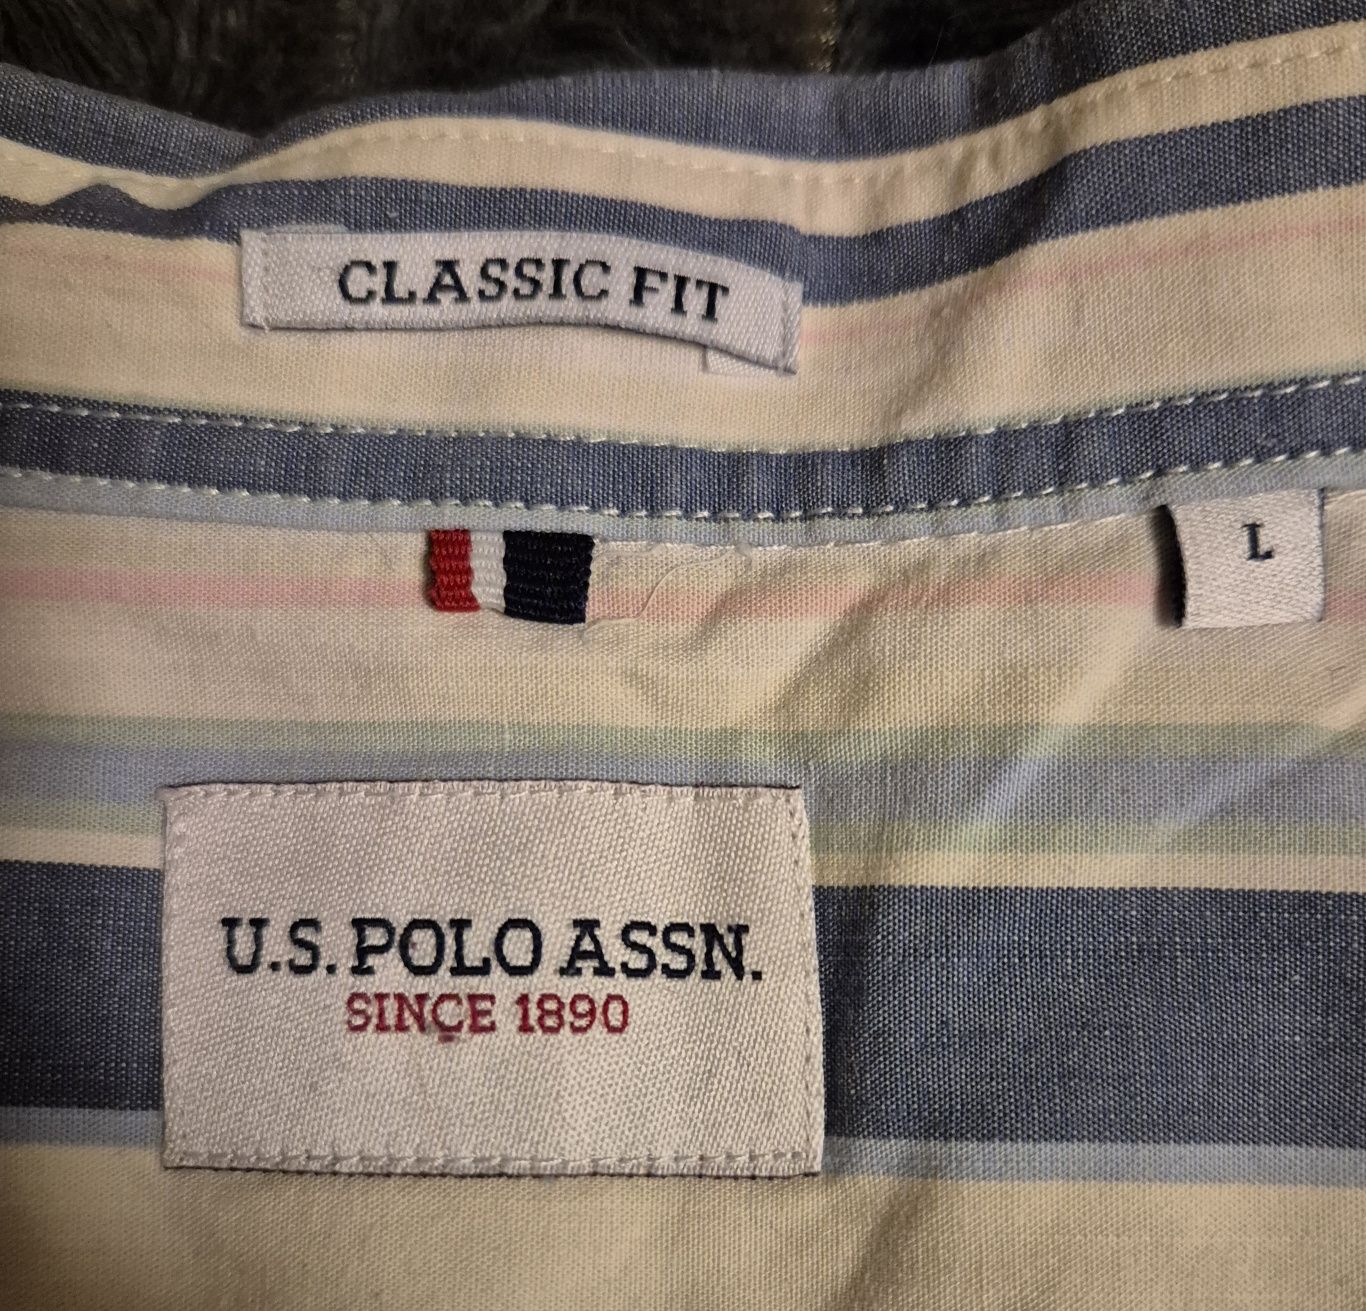 CLASSIC FIT
L
U.S. POLO ASSN.
SINCE 1890